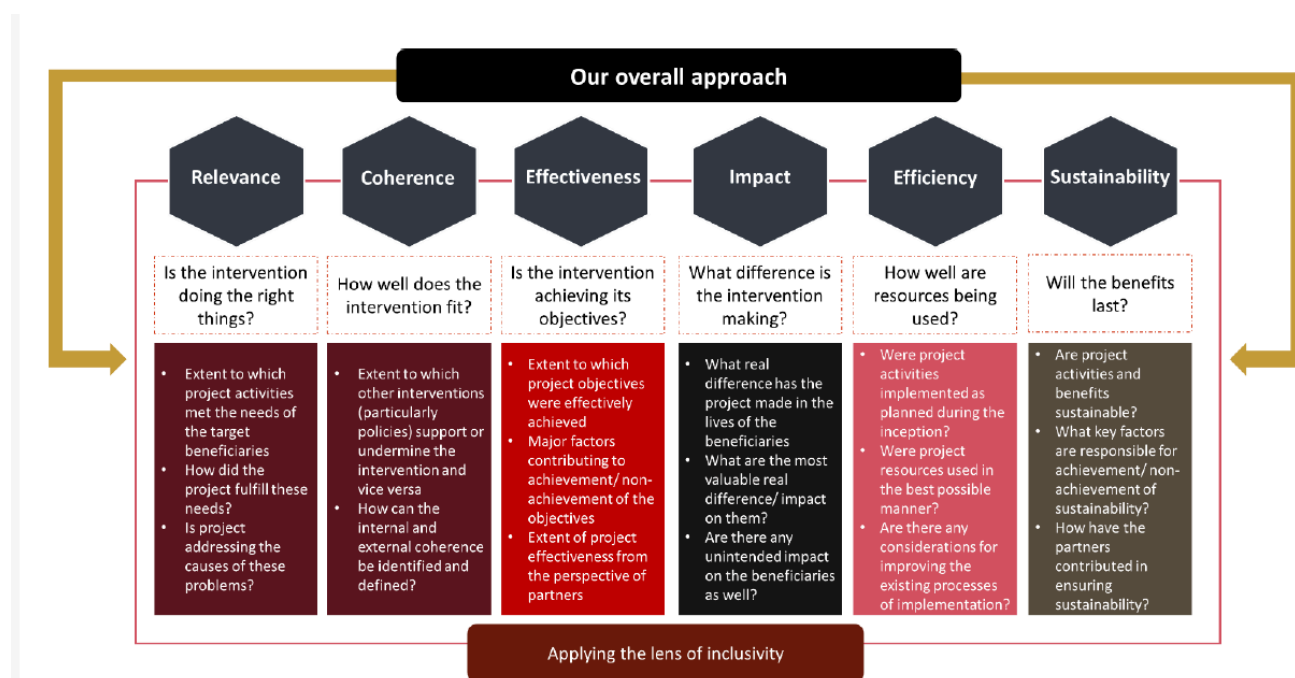 Our overall approach
Relevance
Coherence
Effectiveness
Impact
Efficiency
Sustainability
Is the intervention
doing the right
things?
How well does the
intervention fit?
Is the intervention
achieving its
objectives?
What difference is
the intervention
making?
How well are
resources being
used?
Will the benefits
last?
• Extent to which
project activities
met the needs of
the target
beneficiaries
• How did the
project fulfill these
needs?
• Is project
addressing the
causes of these
problems?
• Extent to which
other interventions
(particularly
policies) support or
undermine the
intervention and
vice versa
• How can the
internal and
external coherence
be identified and
defined?
• Extent to which
project objectives
were effectively
achieved
• Major factors
contributing to
achievement/ non-
achievement of the
objectives
• Extent of project
effectiveness from
the perspective of
partners
• What real
difference has the
project made in the
lives of the
beneficiaries
• What are the most
valuable real
difference/ impact
on them?
• Are there any
unintended impact
on the beneficiaries
as well?
• Were project
activities
implemented as
planned during the
inception?
• Were project
resources used in
the best possible
manner?
• Are there any
considerations for
improving the
existing processes
of implementation?
• Are project
activities and
benefits
sustainable?
• What key factors
are responsible for
achievement/ non-
achievement of
sustainability?
• How have the
partners
contributed in
ensuring
sustainability?
Applying the lens of inclusivity